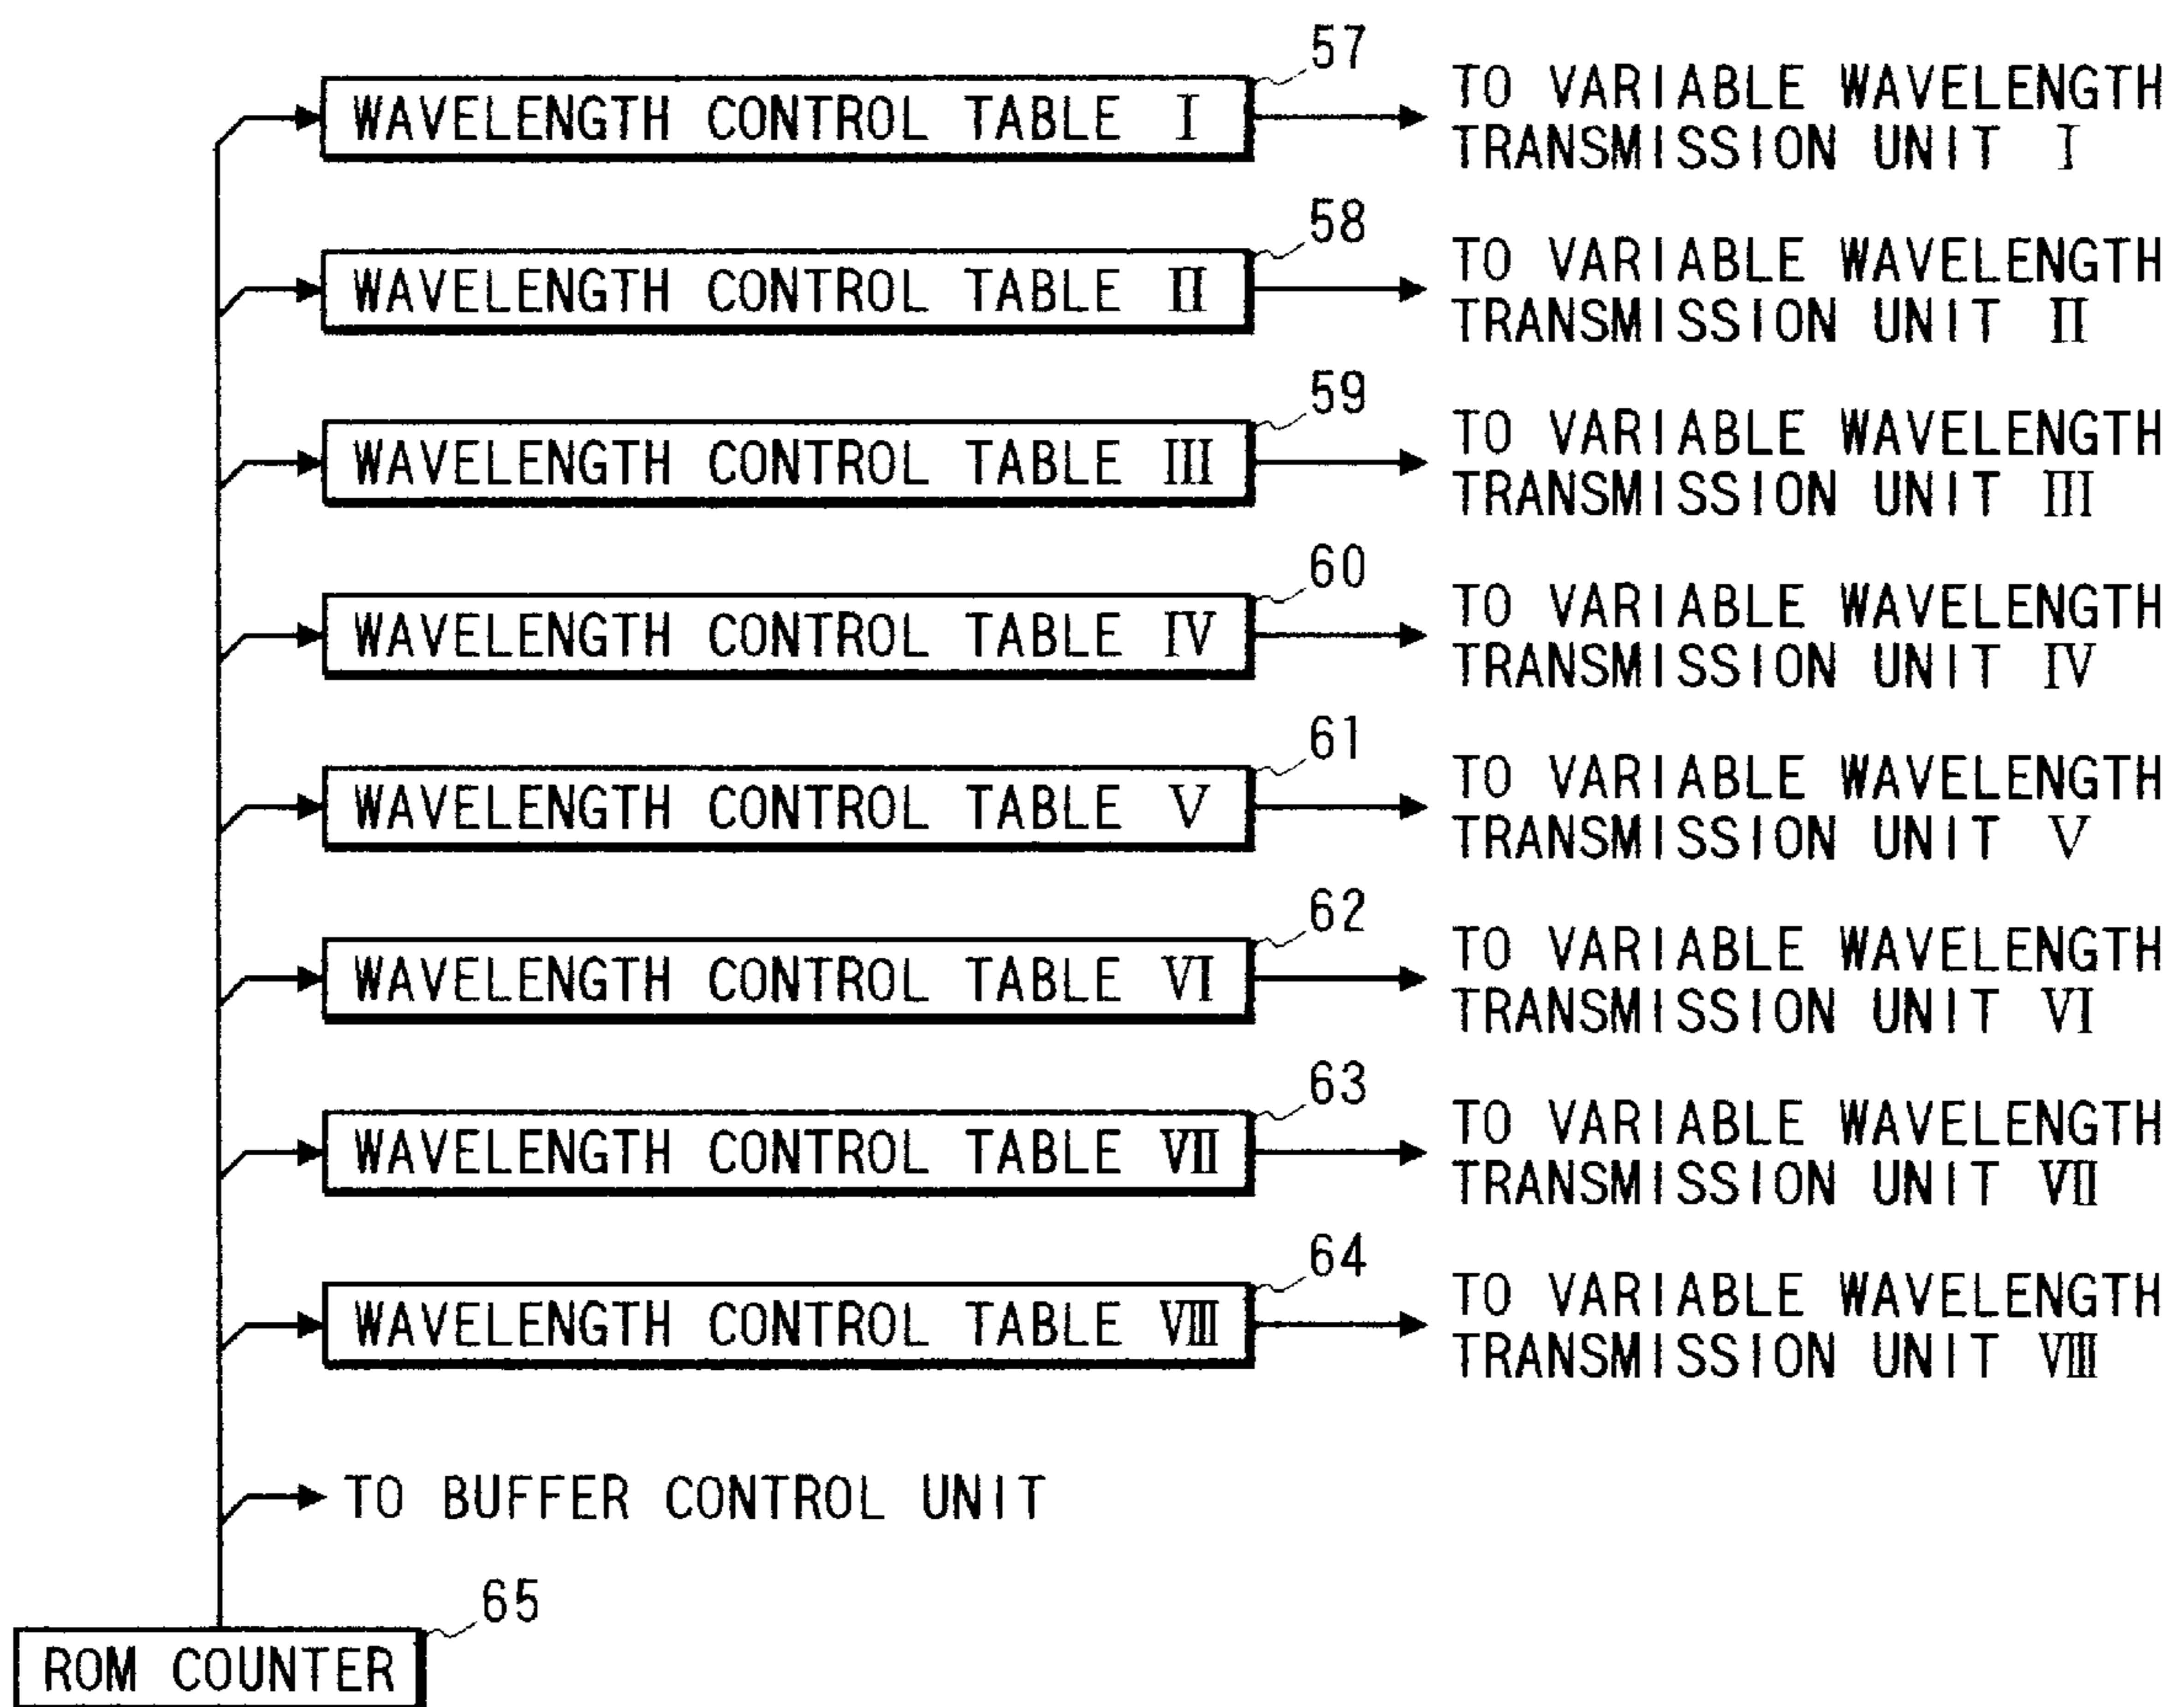 57
WAVELENGTH CONTROL TABLE I
TO VARIABLE WAVELENGTH
TRANSMISSION UNIT I
58
WAVELENGTH CONTROL TABLE II
TO VARIABLE WAVELENGTH
TRANSMISSION UNIT II
59
WAVELENGTH CONTROL TABLE III
TO VARIABLE WAVELENGTH
TRANSMISSION UNIT III
60
WAVELENGTH CONTROL TABLE IV
TO VARIABLE WAVELENGTH
TRANSMISSION UNIT IV
61
WAVELENGTH CONTROL TABLE V
TO VARIABLE WAVELENGTH
TRANSMISSION UNIT V
62
WAVELENGTH CONTROL TABLE VI
TO VARIABLE WAVELENGTH
TRANSMISSION UNIT VI
63
WAVELENGTH CONTROL TABLE VII
TO VARIABLE WAVELENGTH
TRANSMISSION UNIT VII
64
WAVELENGTH CONTROL TABLE VIII
TO VARIABLE WAVELENGTH
TRANSMISSION UNIT VIII
TO BUFFER CONTROL UNIT
65
ROM COUNTER